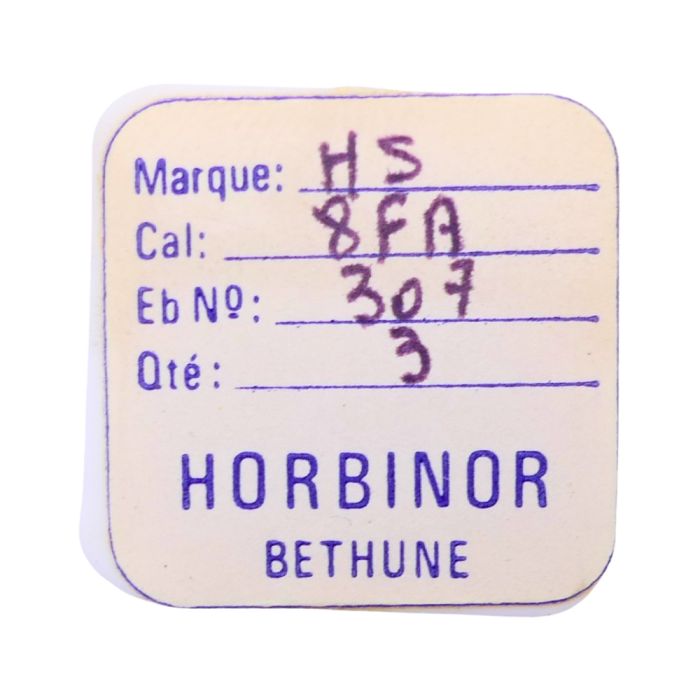 Marque: HS
Cal: 8FA
Eb Nº: 307
Qté: 3
HORBINOR
BETHUNE